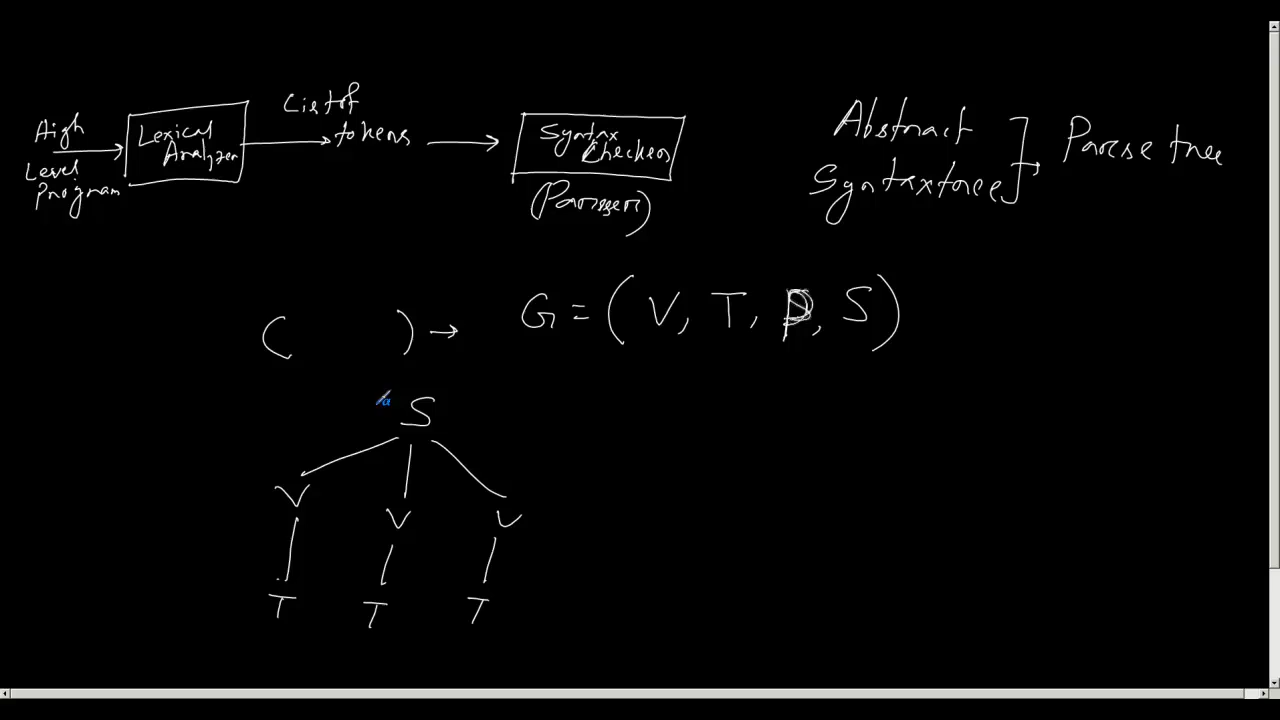 High
Level
Program
Lexical
Analyzer
List of
tokens
Syntax
Checker
(Parser)
Abstract
Syntax tree
Parse tree
( ) →
G = (V, T, P, S)
S
V V V
T T T